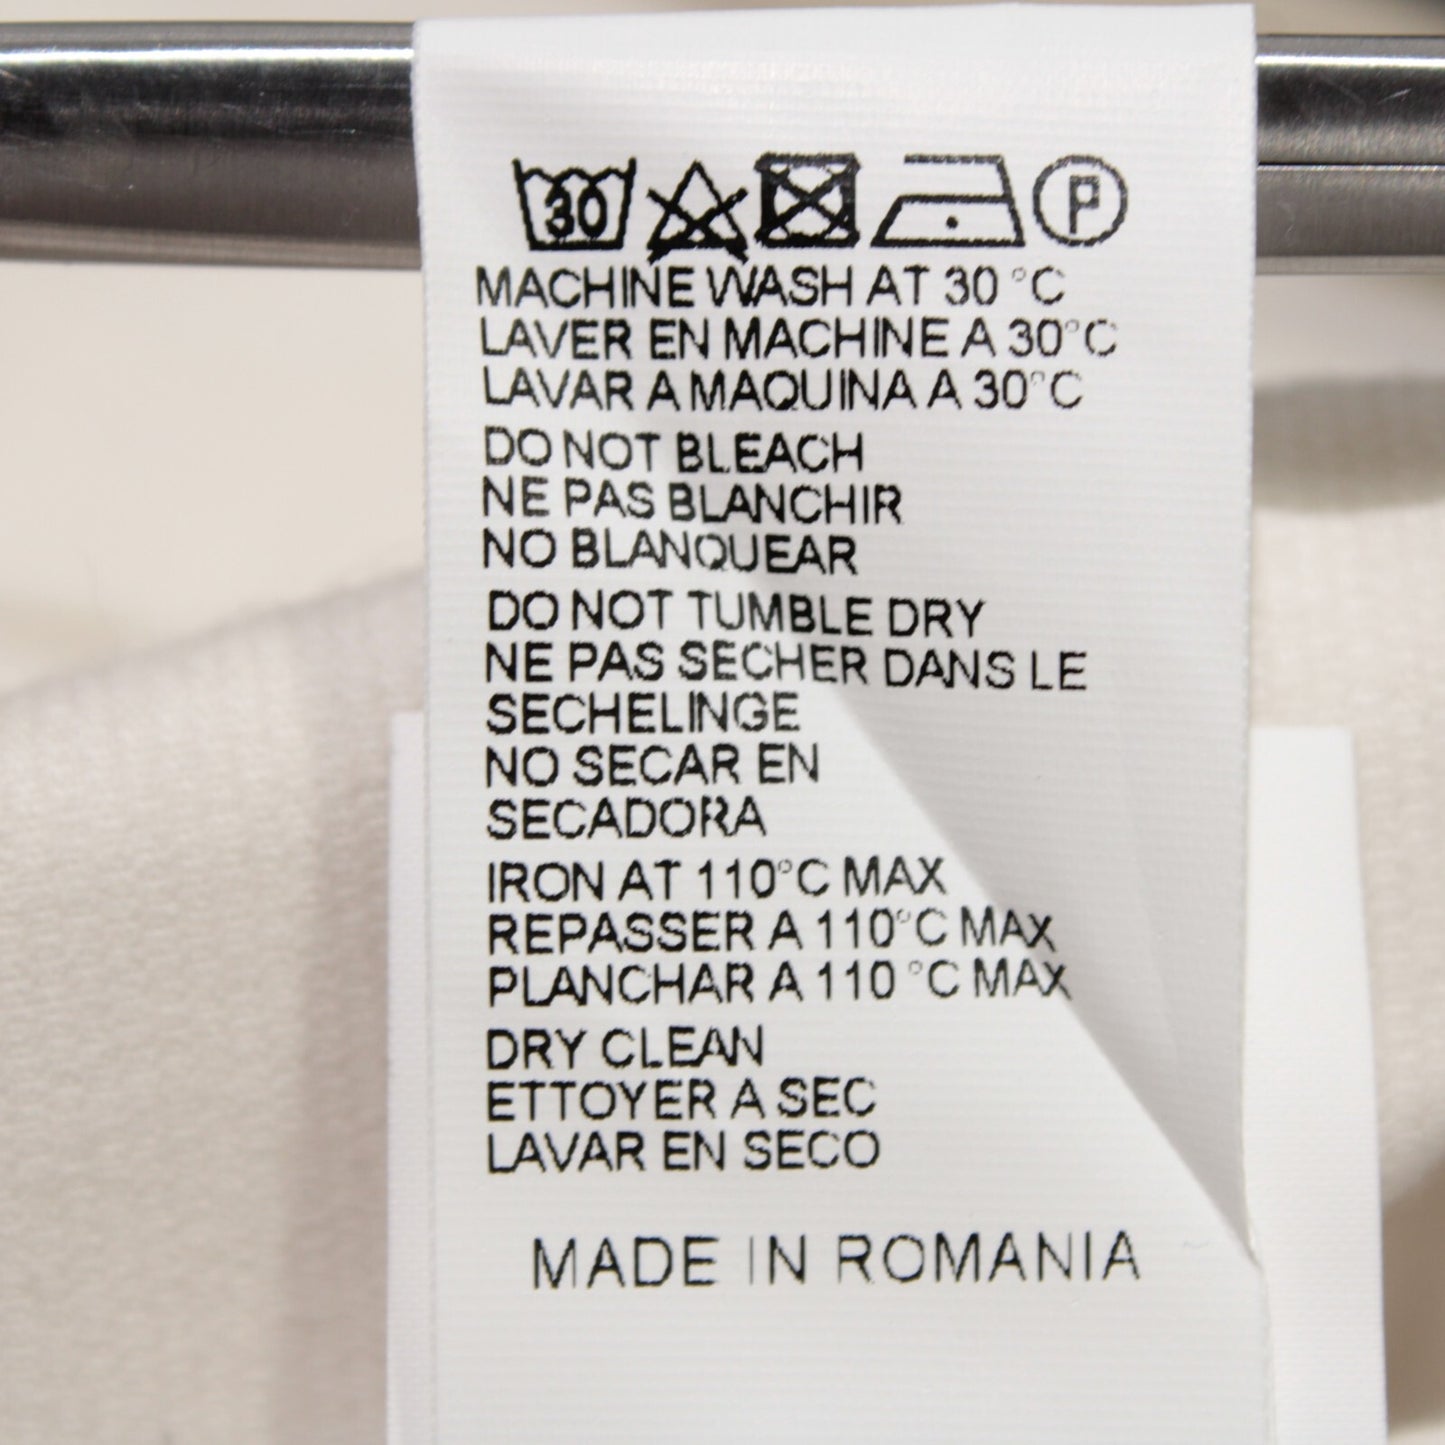 30 P
MACHINE WASH AT 30 °C
LAVER EN MACHINE A 30°C
LAVAR A MAQUINA A 30°C
DO NOT BLEACH
NE PAS BLANCHIR
NO BLANQUEAR
DO NOT TUMBLE DRY
NE PAS SECHER DANS LE
SECHELINGE
NO SECAR EN
SECADORA
IRON AT 110°C MAX
REPASSER A 110°C MAX
PLANCHAR A 110 °C MAX
DRY CLEAN
ETTOYER A SEC
LAVAR EN SECO
MADE IN ROMANIA